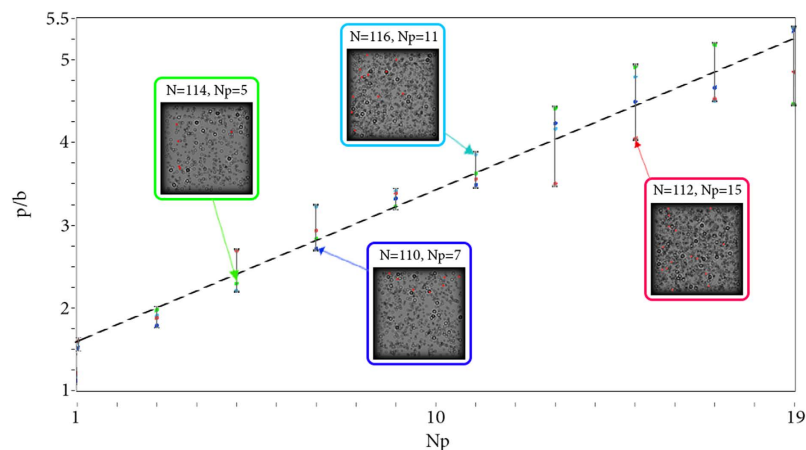 5.5
5
4
3
2
1
p/b
N=114, Np=5
N=116, Np=11
N=110, Np=7
N=112, Np=15
1
10
19
Np